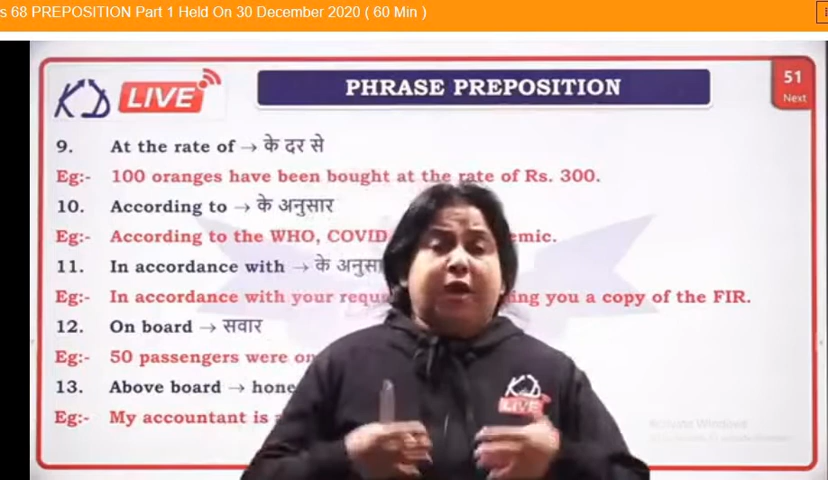 s 68 PREPOSITION Part 1 Held On 30 December 2020 ( 60 Min )
KD LIVE
PHRASE PREPOSITION
51
Next
9. At the rate of → के दर से
Eg:- 100 oranges have been bought at the rate of Rs. 300.
10. According to → के अनुसार
Eg:- According to the WHO, COVID emic.
11. In accordance with → के अनुसा
Eg:- In accordance with your requ ing you a copy of the FIR.
12. On board → सवार
Eg:- 50 passengers were on
13. Above board → hone
Eg:- My accountant is
KD
LIVE
Activate Windows